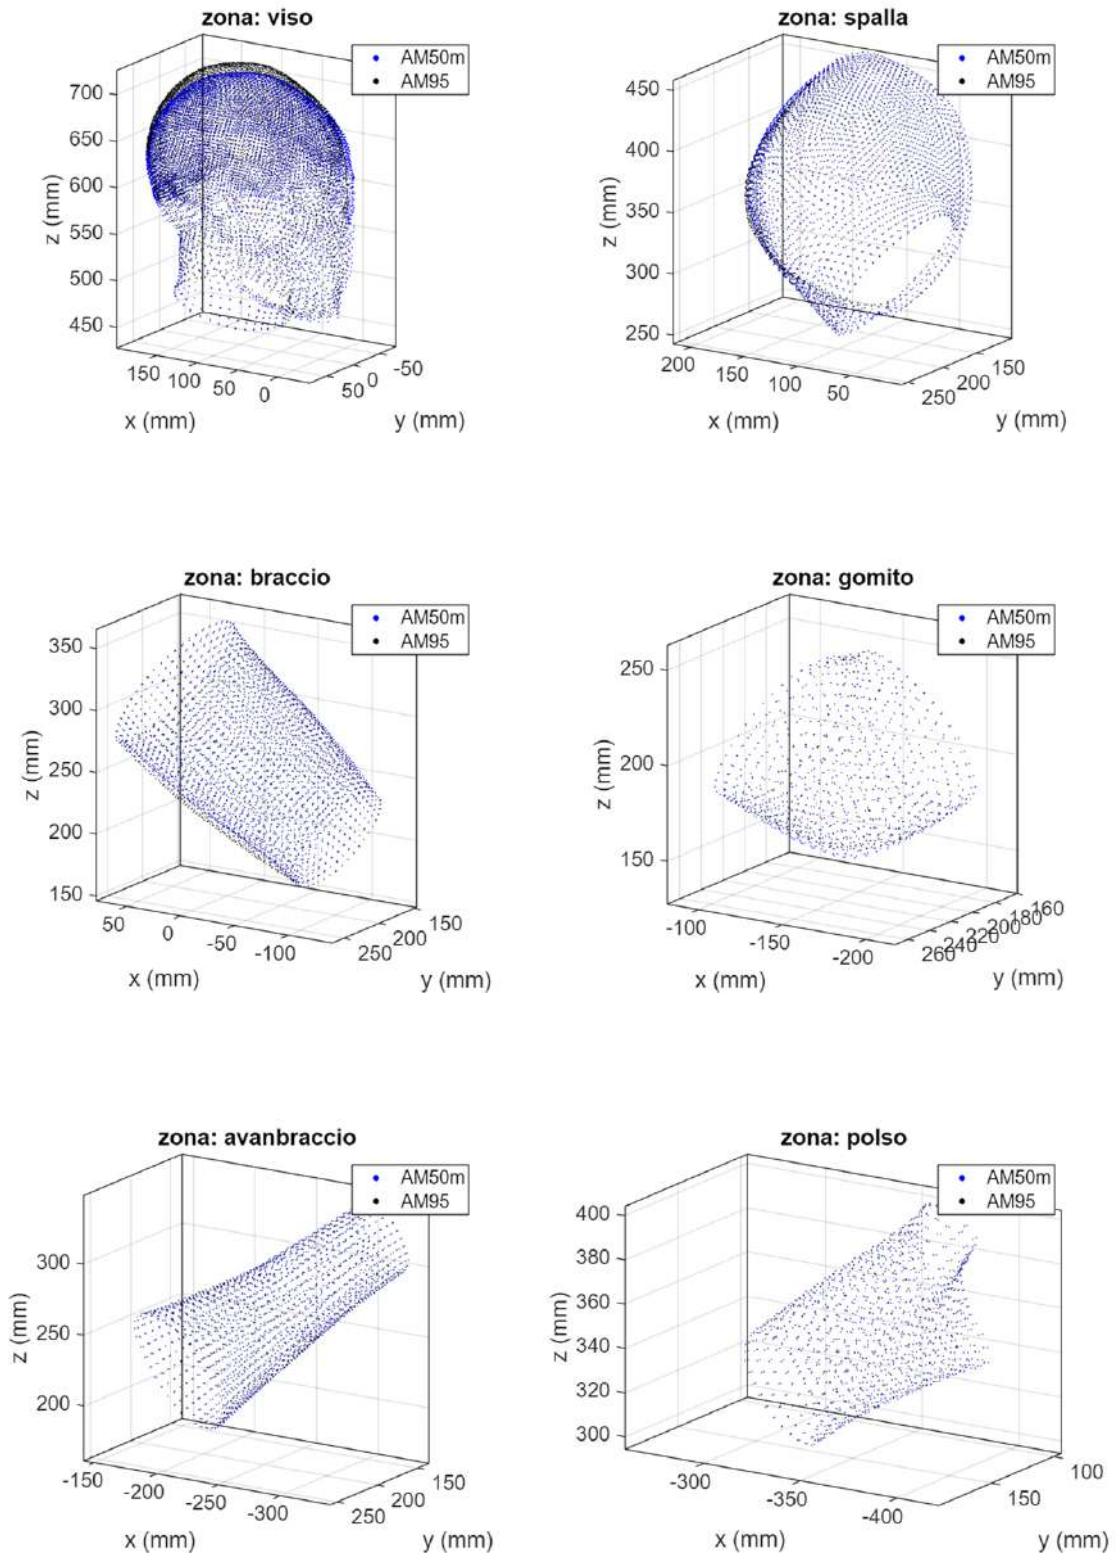 zona: viso
AM50m
AM95
700
650
600
550
500
450
z (mm)
150
100
50
0
x (mm)
50
0
-50
y (mm)
zona: spalla
AM50m
AM95
450
400
350
300
250
z (mm)
200
150
100
50
x (mm)
250
200
150
y (mm)
zona: braccio
AM50m
AM95
350
300
250
200
150
z (mm)
50
0
-50
-100
x (mm)
250
200
150
y (mm)
zona: gomito
AM50m
AM95
250
200
150
z (mm)
-100
-150
-200
x (mm)
260
240
220
200
180
160
y (mm)
zona: avanbraccio
AM50m
AM95
300
250
200
z (mm)
-150
-200
-250
-300
x (mm)
250
200
150
y (mm)
zona: polso
AM50m
AM95
400
380
360
340
320
300
z (mm)
-300
-350
-400
x (mm)
150
100
y (mm)